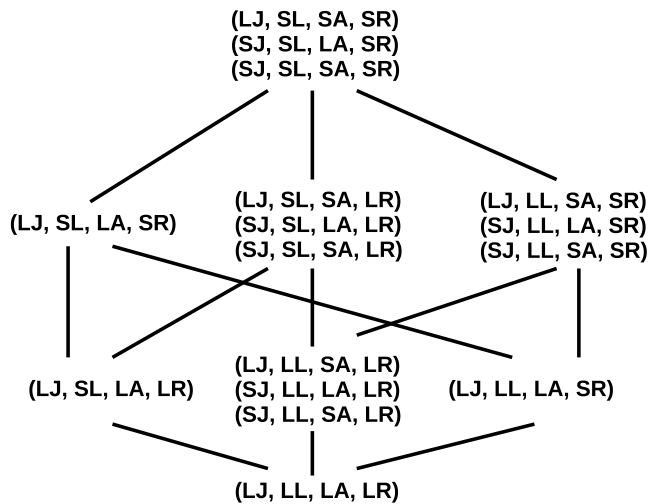 (LJ, SL, SA, SR)
(SJ, SL, LA, SR)
(SJ, SL, SA, SR)
(LJ, SL, LA, SR)
(LJ, SL, SA, LR)
(SJ, SL, LA, LR)
(SJ, SL, SA, LR)
(LJ, LL, SA, SR)
(SJ, LL, LA, SR)
(SJ, LL, SA, SR)
(LJ, SL, LA, LR)
(LJ, LL, SA, LR)
(SJ, LL, LA, LR)
(SJ, LL, SA, LR)
(LJ, LL, LA, SR)
(LJ, LL, LA, LR)